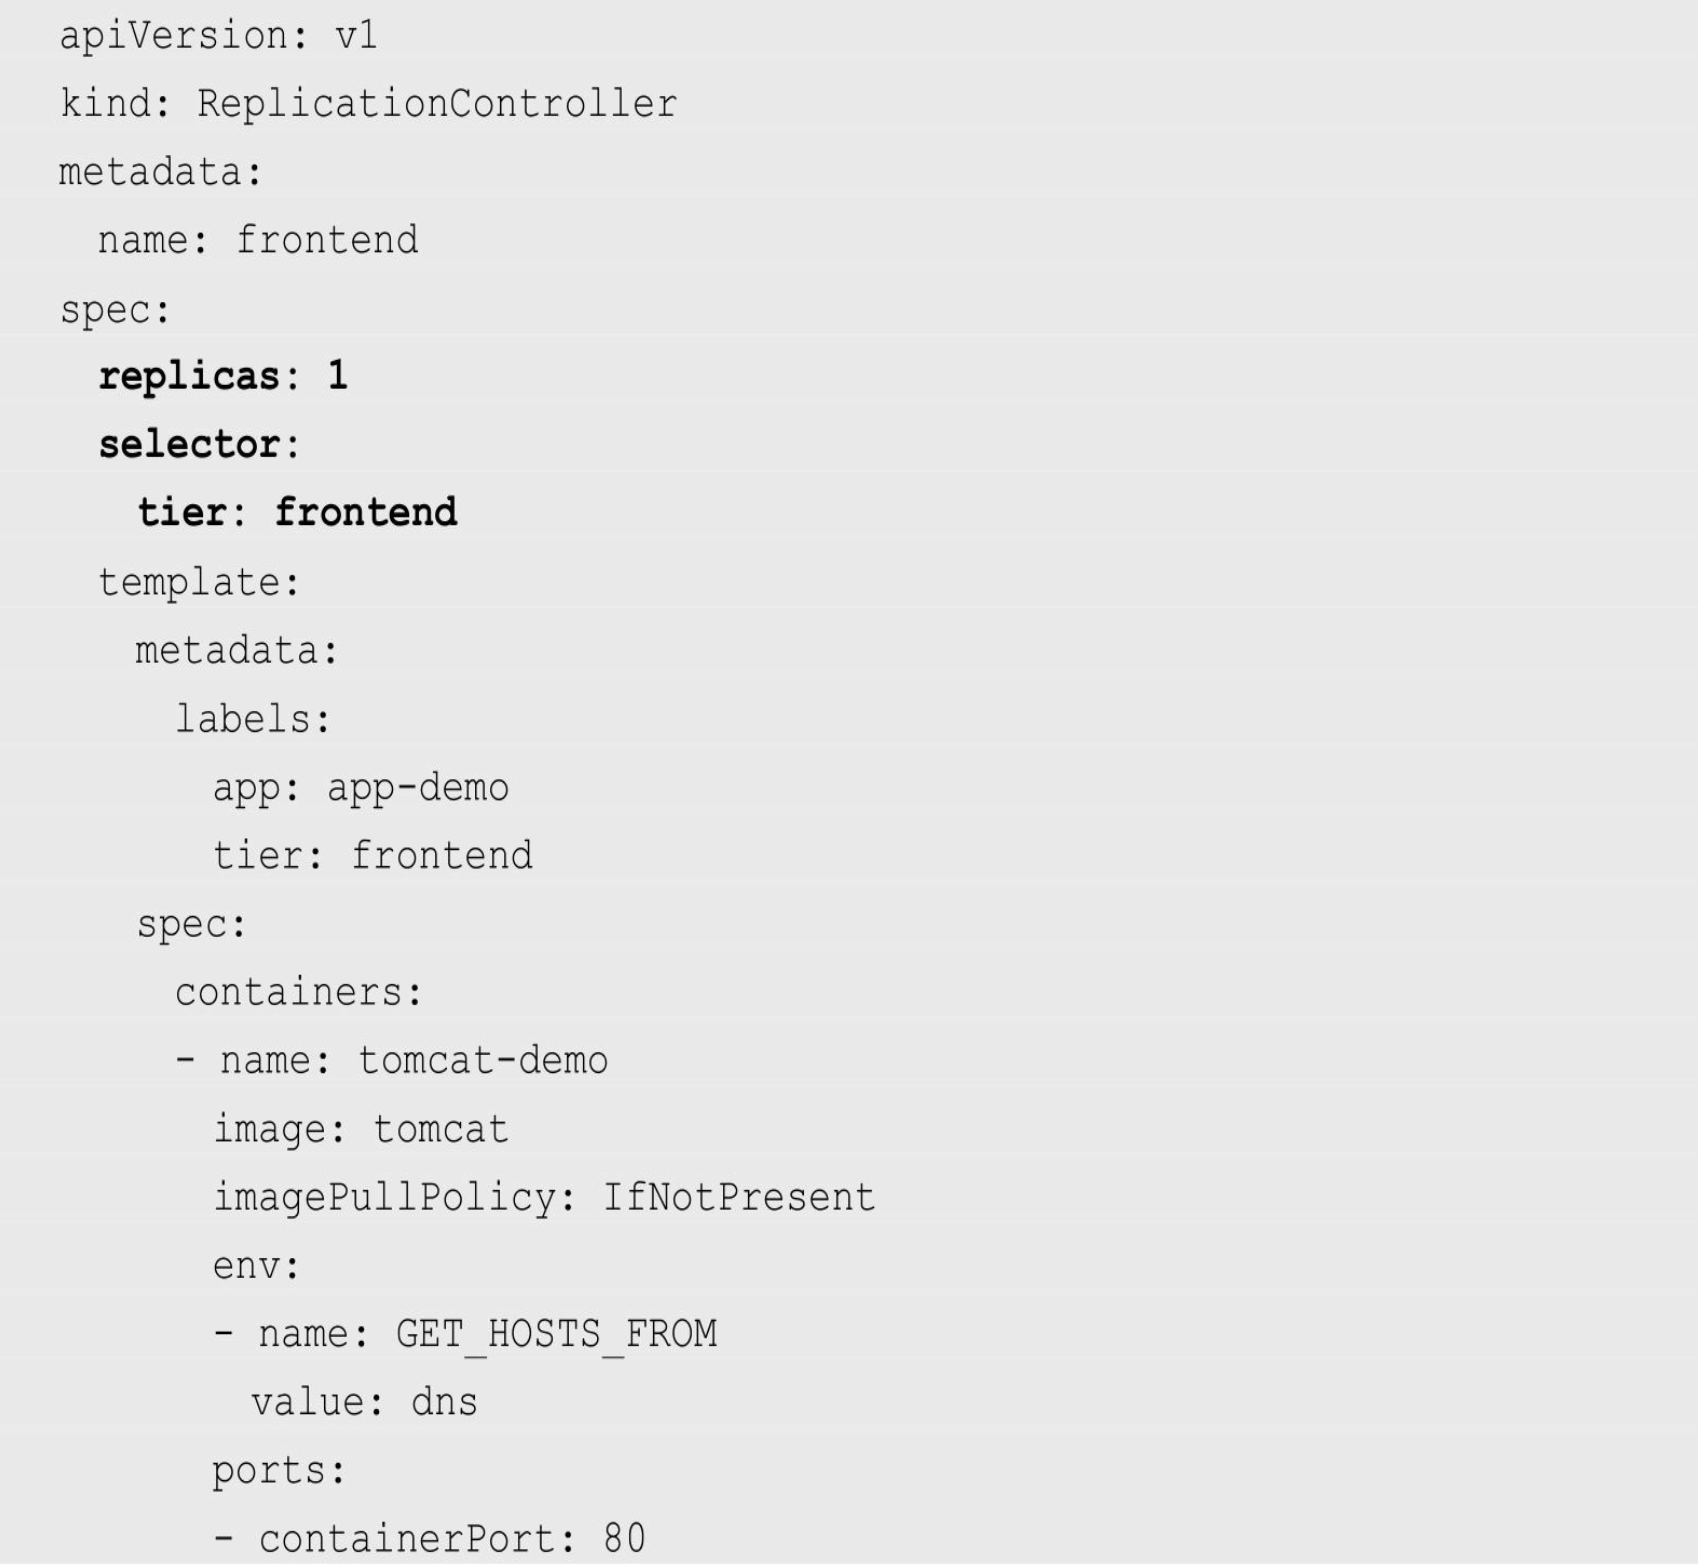 apiVersion: v1
kind: ReplicationController
metadata:
  name: frontend
spec:
  replicas: 1
  selector:
    tier: frontend
  template:
    metadata:
      labels:
        app: app-demo
        tier: frontend
    spec:
      containers:
      - name: tomcat-demo
        image: tomcat
        imagePullPolicy: IfNotPresent
        env:
        - name: GET_HOSTS_FROM
          value: dns
        ports:
        - containerPort: 80